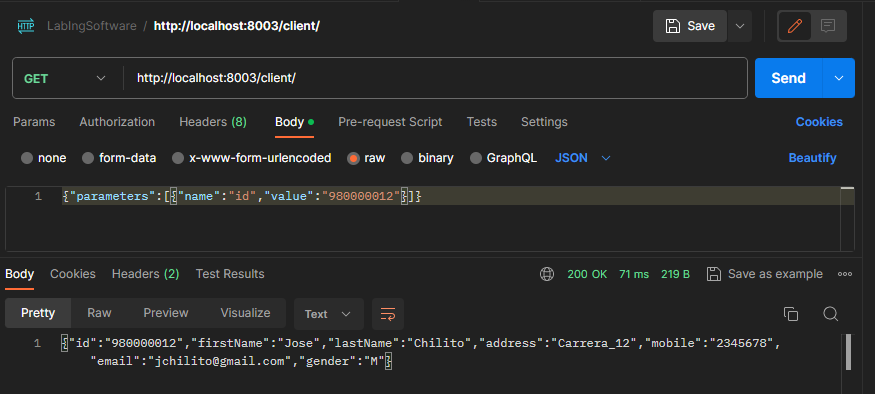 HTTP LabIngSoftware / http://localhost:8003/client/ Save
GET http://localhost:8003/client/ Send
Params Authorization Headers (8) Body Pre-request Script Tests Settings Cookies
none form-data x-www-form-urlencoded raw binary GraphQL JSON Beautify
1 {"parameters":[{"name":"id","value":"980000012"}]}
Body Cookies Headers (2) Test Results 200 OK 71 ms 219 B Save as example
Pretty Raw Preview Visualize Text
1 {"id":"980000012","firstName":"Jose","lastName":"Chilito","address":"Carrera_12","mobile":"2345678",
"email":"jchilito@gmail.com","gender":"M"}